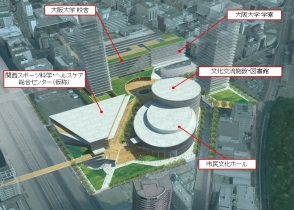 大阪大学 校舎
大阪大学 学寮
関西スポーツ科学・ヘルスケア
総合センター(仮称)
文化交流施設・図書館
市民文化ホール